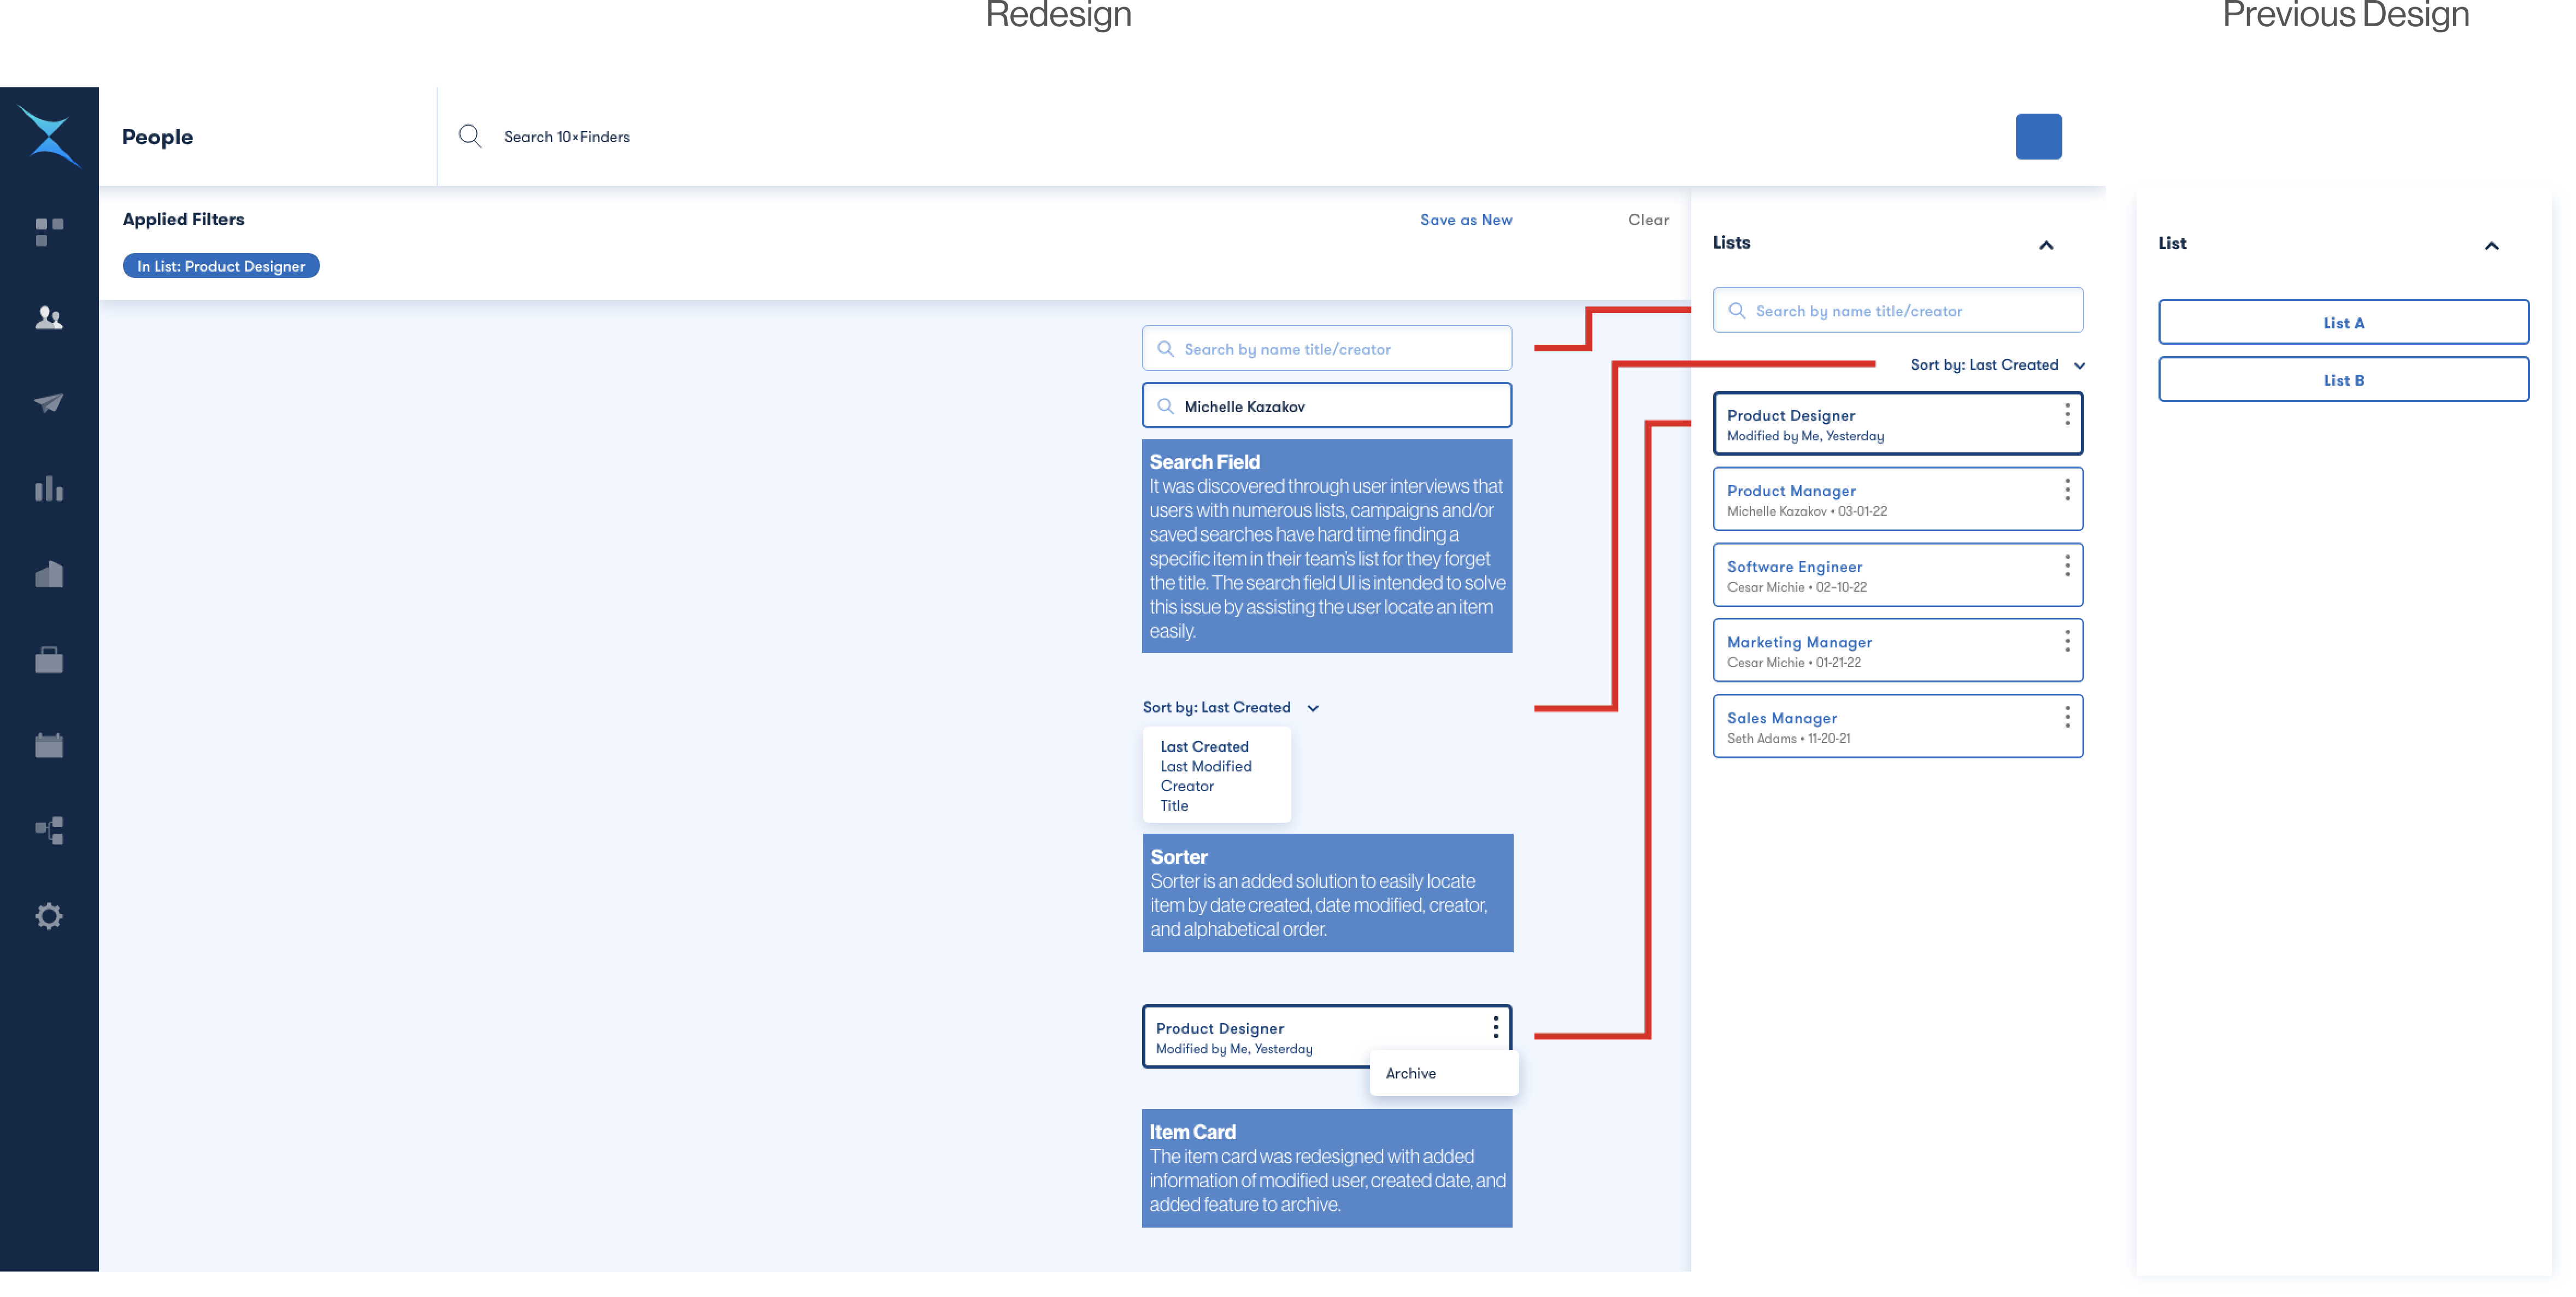 Redesign
Previous Design
People
Search 10×Finders
Applied Filters
Save as New
Clear
In List: Product Designer
Search by name title/creator
Michelle Kazakov
Search Field
It was discovered through user interviews that
users with numerous lists, campaigns and/or
saved searches have hard time finding a
specific item in their team's list for they forget
the title. The search field UI is intended to solve
this issue by assisting the user locate an item
easily.
Sort by: Last Created
Last Created
Last Modified
Creator
Title
Sorter
Sorter is an added solution to easily locate
item by date created, date modified, creator,
and alphabetical order.
Product Designer
Modified by Me, Yesterday
Archive
Item Card
The item card was redesigned with added
information of modified user, created date, and
added feature to archive.
Lists
Search by name title/creator
Sort by: Last Created
Product Designer
Modified by Me, Yesterday
Product Manager
Michelle Kazakov • 03-01-22
Software Engineer
Cesar Michie • 02-10-22
Marketing Manager
Cesar Michie • 01-21-22
Sales Manager
Seth Adams • 11-20-21
List
List A
List B